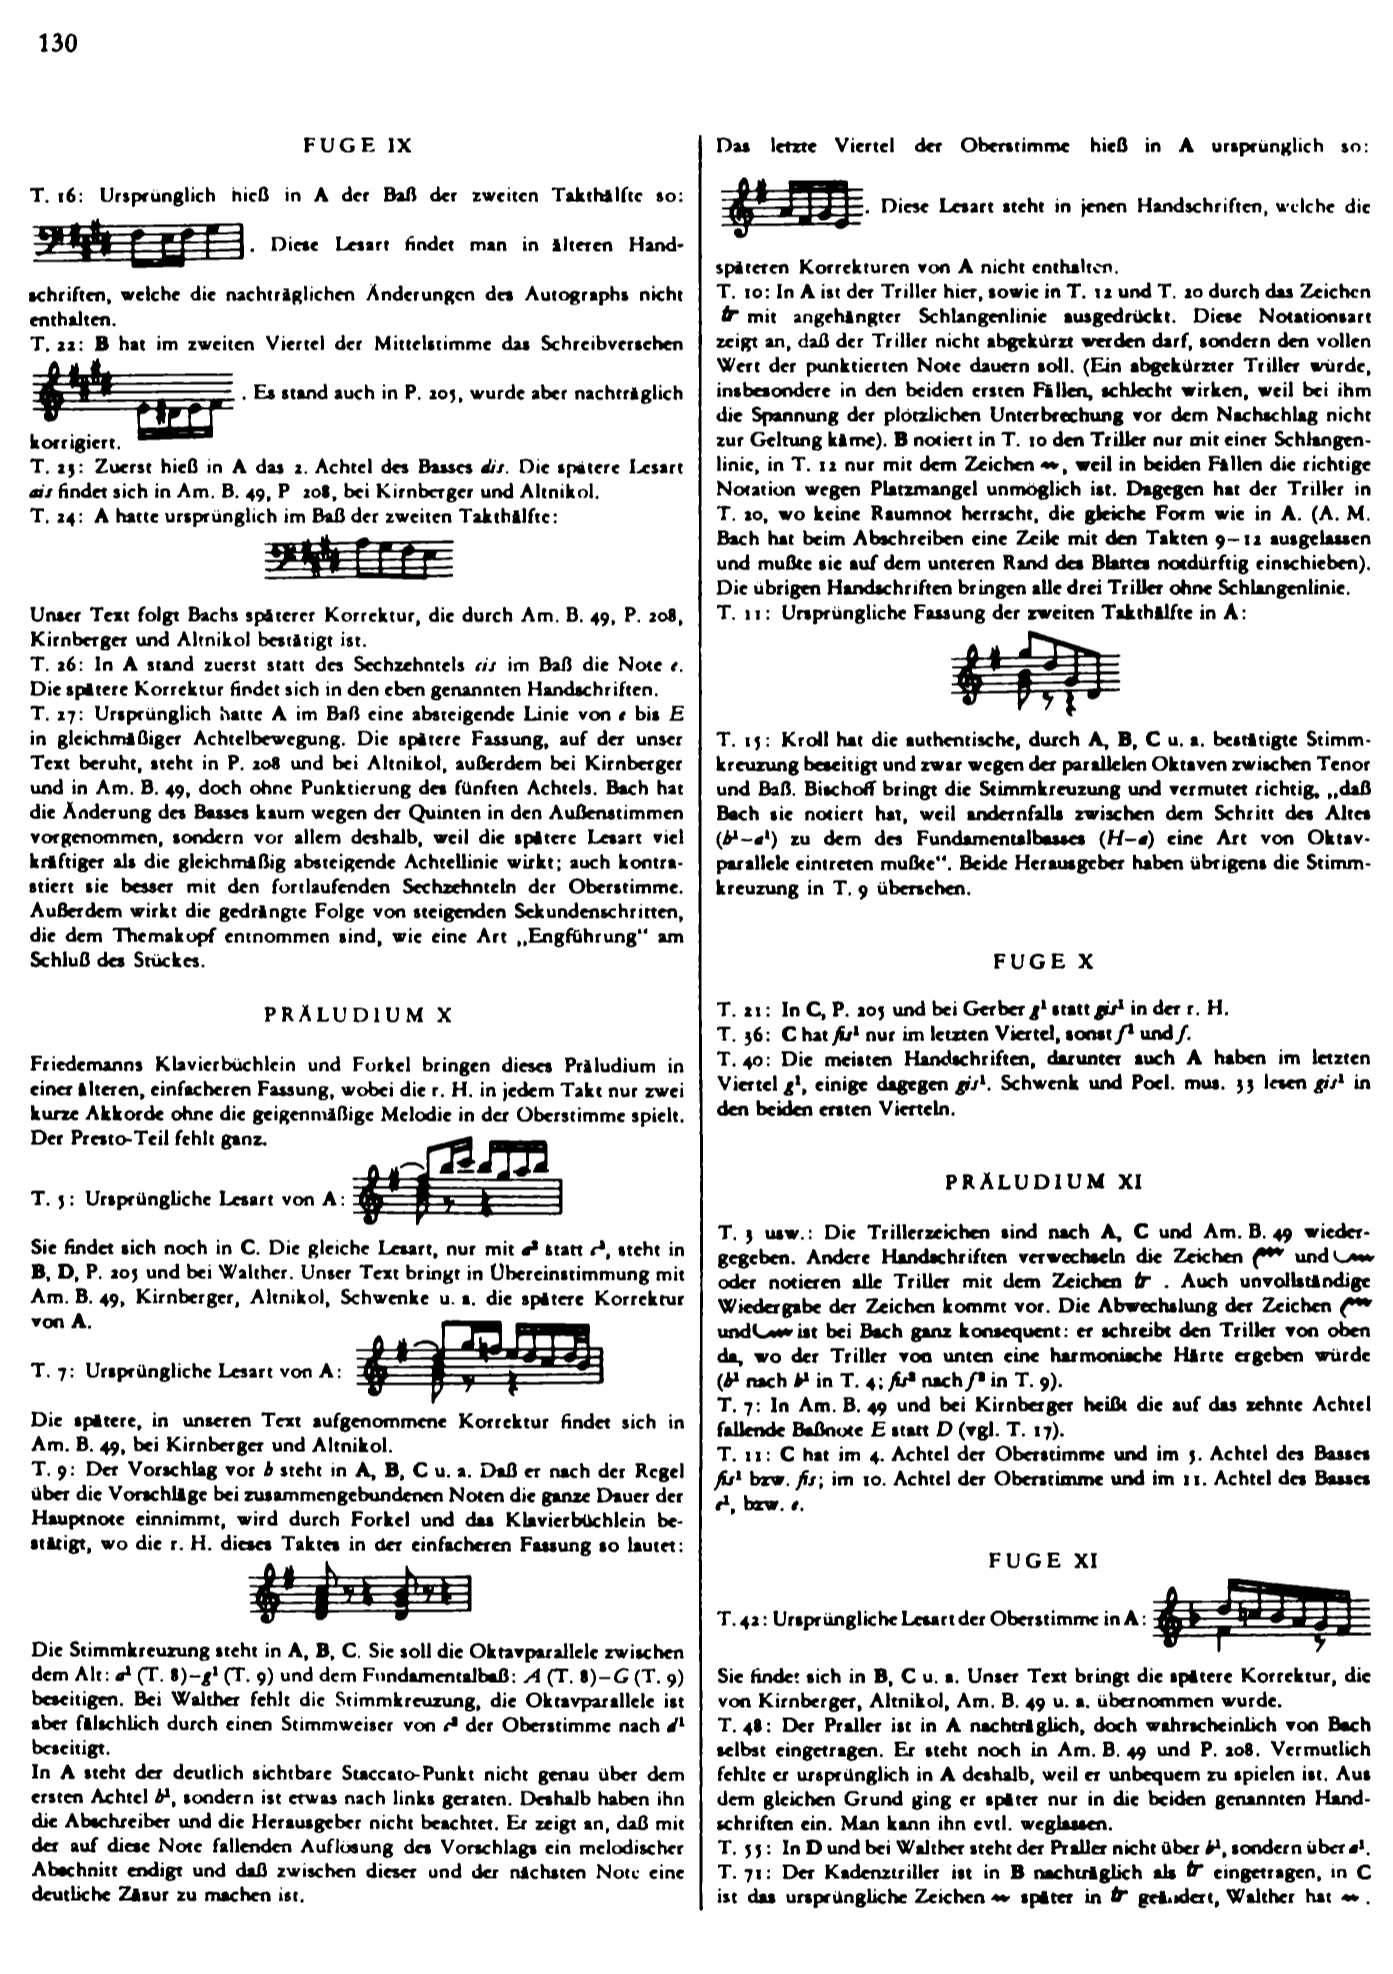 130
FUGE IX
T. 16: Ursprünglich hieß in A der Baß der zweiten Takthälfte so:
. Diese Lesart findet man in älteren Hand-
schriften, welche die nachträglichen Änderungen des Autographs nicht
enthalten.
T. 22: B hat im zweiten Viertel der Mittelstimme das Schreibversehen
. Es stand auch in P. 205, wurde aber nachträglich
korrigiert.
T. 23: Zuerst hieß in A das 2. Achtel des Basses dis. Die spätere Lesart
ais findet sich in Am. B. 49, P 208, bei Kirnberger und Altnikol.
T. 24: A hatte ursprünglich im Baß der zweiten Takthälfte:
Unser Text folgt Bachs späterer Korrektur, die durch Am. B. 49, P. 208,
Kirnberger und Altnikol bestätigt ist.
T. 26: In A stand zuerst statt des Sechzehntels cis im Baß die Note e.
Die spätere Korrektur findet sich in den eben genannten Handschriften.
T. 27: Ursprünglich hatte A im Baß eine absteigende Linie von e bis E
in gleichmäßiger Achtelbewegung. Die spätere Fassung, auf der unser
Text beruht, steht in P. 208 und bei Altnikol, außerdem bei Kirnberger
und in Am. B. 49, doch ohne Punktierung des fünften Achtels. Bach hat
die Änderung des Basses kaum wegen der Quinten in den Außenstimmen
vorgenommen, sondern vor allem deshalb, weil die spätere Lesart viel
kräftiger als die gleichmäßig absteigende Achtellinie wirkt; auch kontra-
stiert sie besser mit den fortlaufenden Sechzehnteln der Oberstimme.
Außerdem wirkt die gedrängte Folge von steigenden Sekundenschritten,
die dem Themakopf entnommen sind, wie eine Art „Engführung“ am
Schluß des Stückes.
PRÄLUDIUM X
Friedemanns Klavierbüchlein und Forkel bringen dieses Präludium in
einer älteren, einfacheren Fassung, wobei die r. H. in jedem Takt nur zwei
kurze Akkorde ohne die geigenmäßige Melodie in der Oberstimme spielt.
Der Presto-Teil fehlt ganz.
T. 5: Ursprüngliche Lesart von A:
Sie findet sich noch in C. Die gleiche Lesart, nur mit a² statt c³, steht in
B, D, P. 205 und bei Walther. Unser Text bringt in Übereinstimmung mit
Am. B. 49, Kirnberger, Altnikol, Schwenke u. a. die spätere Korrektur
von A.
T. 7: Ursprüngliche Lesart von A:
Die spätere, in unseren Text aufgenommene Korrektur findet sich in
Am. B. 49, bei Kirnberger und Altnikol.
T. 9: Der Vorschlag vor b steht in A, B, C u. a. Daß er nach der Regel
über die Vorschläge bei zusammengebundenen Noten die ganze Dauer der
Hauptnote einnimmt, wird durch Forkel und das Klavierbüchlein be-
stätigt, wo die r. H. dieses Taktes in der einfacheren Fassung so lautet:
Die Stimmkreuzung steht in A, B, C. Sie soll die Oktavparallele zwischen
dem Alt: a¹ (T. 8)–g¹ (T. 9) und dem Fundamentalbaß: A (T. 8)–G (T. 9)
beseitigen. Bei Walther fehlt die Stimmkreuzung, die Oktavparallele ist
aber fälschlich durch einen Stimmweiser von c² der Oberstimme nach d¹
beseitigt.
In A steht der deutlich sichtbare Staccato-Punkt nicht genau über dem
ersten Achtel b¹, sondern ist etwas nach links geraten. Deshalb haben ihn
die Abschreiber und die Herausgeber nicht beachtet. Er zeigt an, daß mit
der auf diese Note fallenden Auflösung des Vorschlags ein melodischer
Abschnitt endigt und daß zwischen dieser und der nächsten Note eine
deutliche Zäsur zu machen ist.
Das letzte Viertel der Oberstimme hieß in A ursprünglich so:
. Diese Lesart steht in jenen Handschriften, welche die
späteren Korrekturen von A nicht enthalten.
T. 10: In A ist der Triller hier, sowie in T. 12 und T. 20 durch das Zeichen
tr mit angehängter Schlangenlinie ausgedrückt. Diese Notationsart
zeigt an, daß der Triller nicht abgekürzt werden darf, sondern den vollen
Wert der punktierten Note dauern soll. (Ein abgekürzter Triller würde,
insbesondere in den beiden ersten Fällen, schlecht wirken, weil bei ihm
die Spannung der plötzlichen Unterbrechung vor dem Nachschlag nicht
zur Geltung käme). B notiert in T. 10 den Triller nur mit einer Schlangen-
linie, in T. 12 nur mit dem Zeichen , weil in beiden Fällen die richtige
Notation wegen Platzmangel unmöglich ist. Dagegen hat der Triller in
T. 20, wo keine Raumnot herrscht, die gleiche Form wie in A. (A. M.
Bach hat beim Abschreiben eine Zeile mit den Takten 9–12 ausgelassen
und mußte sie auf dem unteren Rand des Blattes notdürftig einschieben).
Die übrigen Handschriften bringen alle drei Triller ohne Schlangenlinie.
T. 11: Ursprüngliche Fassung der zweiten Takthälfte in A:
T. 15: Kroll hat die authentische, durch A, B, C u. a. bestätigte Stimm-
kreuzung beseitigt und zwar wegen der parallelen Oktaven zwischen Tenor
und Baß. Bischoff bringt die Stimmkreuzung und vermutet richtig, „daß
Bach sie notiert hat, weil andernfalls zwischen dem Schritt des Altes
(b¹–a¹) zu dem des Fundamentalbasses (H–a) eine Art von Oktav-
parallele eintreten mußte“. Beide Herausgeber haben übrigens die Stimm-
kreuzung in T. 9 übersehen.
FUGE X
T. 21: In C, P. 205 und bei Gerber g¹ statt gis¹ in der r. H.
T. 36: C hat fis¹ nur im letzten Viertel, sonst f¹ und f.
T. 40: Die meisten Handschriften, darunter auch A haben im letzten
Viertel g¹, einige dagegen gis¹. Schwenk und Poel. mus. 33 lesen gis¹ in
den beiden ersten Vierteln.
PRÄLUDIUM XI
T. 3 usw.: Die Trillerzeichen sind nach A, C und Am. B. 49 wieder-
gegeben. Andere Handschriften verwechseln die Zeichen und
oder notieren alle Triller mit dem Zeichen tr . Auch unvollständige
Wiedergabe der Zeichen kommt vor. Die Abwechslung der Zeichen
und ist bei Bach ganz konsequent: er schreibt den Triller von oben
da, wo der Triller von unten eine harmonische Härte ergeben würde
(b¹ nach h¹ in T. 4; fis² nach f² in T. 9).
T. 7: In Am. B. 49 und bei Kirnberger heißt die auf das zehnte Achtel
fallende Baßnote E statt D (vgl. T. 17).
T. 11: C hat im 4. Achtel der Oberstimme und im 5. Achtel des Basses
fis¹ bzw. fis; im 10. Achtel der Oberstimme und im 11. Achtel des Basses
e¹, bzw. e.
FUGE XI
T. 42: Ursprüngliche Lesart der Oberstimme in A:
Sie findet sich in B, C u. a. Unser Text bringt die spätere Korrektur, die
von Kirnberger, Altnikol, Am. B. 49 u. a. übernommen wurde.
T. 48: Der Praller ist in A nachträglich, doch wahrscheinlich von Bach
selbst eingetragen. Er steht noch in Am. B. 49 und P. 208. Vermutlich
fehlte er ursprünglich in A deshalb, weil er unbequem zu spielen ist. Aus
dem gleichen Grund ging er später nur in die beiden genannten Hand-
schriften ein. Man kann ihn evtl. weglassen.
T. 55: In D und bei Walther steht der Praller nicht über b¹, sondern über a¹.
T. 71: Der Kadenztriller ist in B nachträglich als tr eingetragen, in C
ist das ursprüngliche Zeichen später in tr geändert, Walther hat .